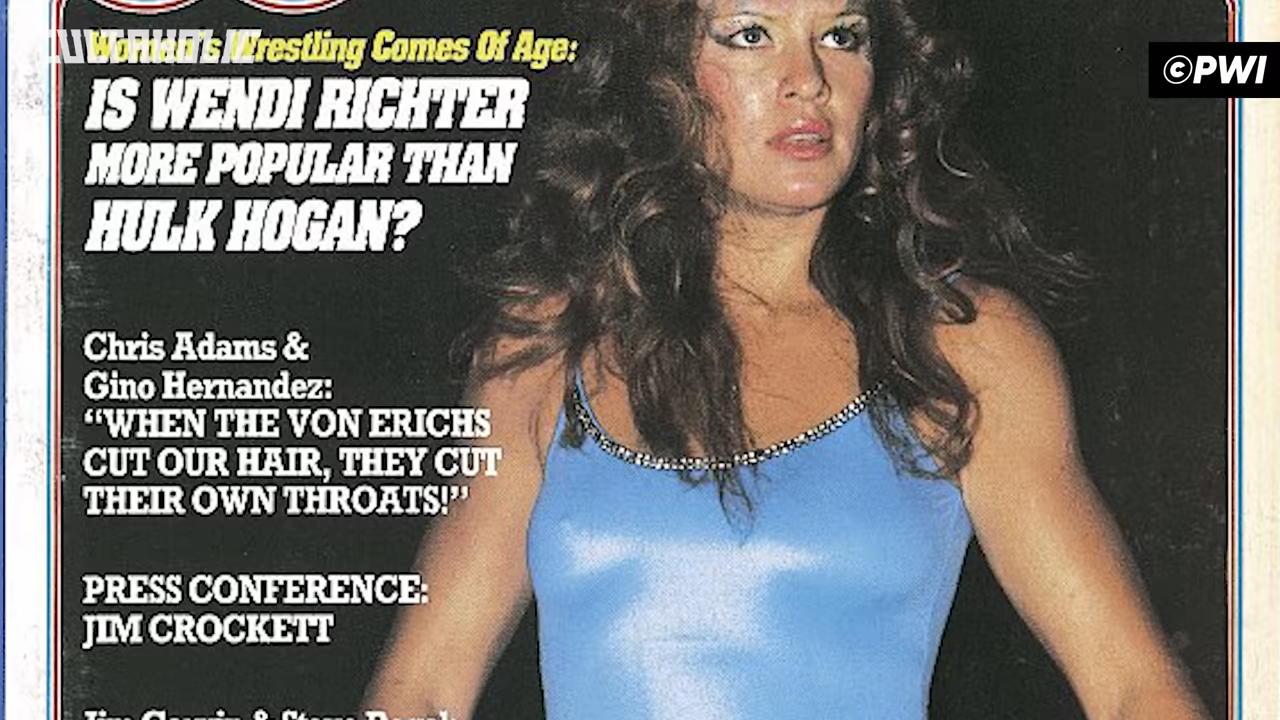 Women's Wrestling Comes Of Age:
©PWI
IS WENDI RICHTER
MORE POPULAR THAN
HULK HOGAN?
Chris Adams &
Gino Hernandez:
“WHEN THE VON ERICHS
CUT OUR HAIR, THEY CUT
THEIR OWN THROATS!”
PRESS CONFERENCE:
JIM CROCKETT